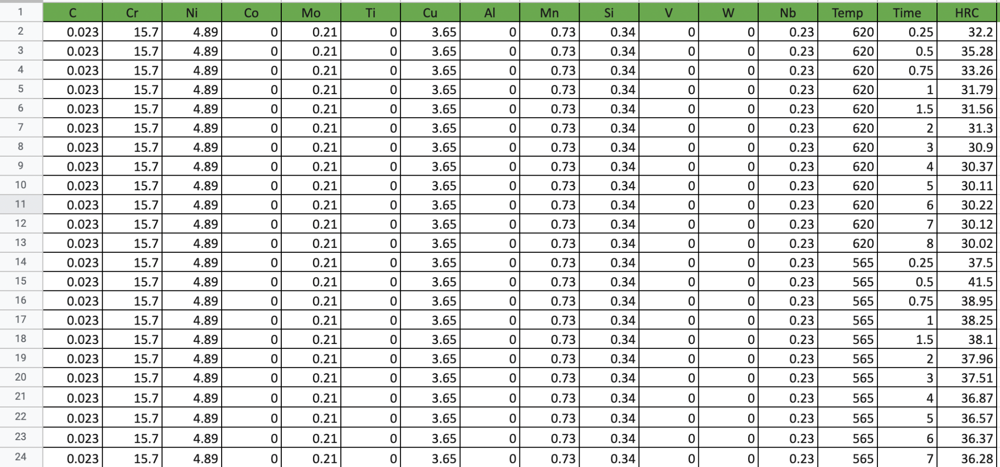 1 C Cr Ni Co Mo Ti Cu Al Mn Si V W Nb Temp Time HRC
2 0.023 15.7 4.89 0 0.21 0 3.65 0 0.73 0.34 0 0 0.23 620 0.25 32.2
3 0.023 15.7 4.89 0 0.21 0 3.65 0 0.73 0.34 0 0 0.23 620 0.5 35.28
4 0.023 15.7 4.89 0 0.21 0 3.65 0 0.73 0.34 0 0 0.23 620 0.75 33.26
5 0.023 15.7 4.89 0 0.21 0 3.65 0 0.73 0.34 0 0 0.23 620 1 31.79
6 0.023 15.7 4.89 0 0.21 0 3.65 0 0.73 0.34 0 0 0.23 620 1.5 31.56
7 0.023 15.7 4.89 0 0.21 0 3.65 0 0.73 0.34 0 0 0.23 620 2 31.3
8 0.023 15.7 4.89 0 0.21 0 3.65 0 0.73 0.34 0 0 0.23 620 3 30.9
9 0.023 15.7 4.89 0 0.21 0 3.65 0 0.73 0.34 0 0 0.23 620 4 30.37
10 0.023 15.7 4.89 0 0.21 0 3.65 0 0.73 0.34 0 0 0.23 620 5 30.11
11 0.023 15.7 4.89 0 0.21 0 3.65 0 0.73 0.34 0 0 0.23 620 6 30.22
12 0.023 15.7 4.89 0 0.21 0 3.65 0 0.73 0.34 0 0 0.23 620 7 30.12
13 0.023 15.7 4.89 0 0.21 0 3.65 0 0.73 0.34 0 0 0.23 620 8 30.02
14 0.023 15.7 4.89 0 0.21 0 3.65 0 0.73 0.34 0 0 0.23 565 0.25 37.5
15 0.023 15.7 4.89 0 0.21 0 3.65 0 0.73 0.34 0 0 0.23 565 0.5 41.5
16 0.023 15.7 4.89 0 0.21 0 3.65 0 0.73 0.34 0 0 0.23 565 0.75 38.95
17 0.023 15.7 4.89 0 0.21 0 3.65 0 0.73 0.34 0 0 0.23 565 1 38.25
18 0.023 15.7 4.89 0 0.21 0 3.65 0 0.73 0.34 0 0 0.23 565 1.5 38.1
19 0.023 15.7 4.89 0 0.21 0 3.65 0 0.73 0.34 0 0 0.23 565 2 37.96
20 0.023 15.7 4.89 0 0.21 0 3.65 0 0.73 0.34 0 0 0.23 565 3 37.51
21 0.023 15.7 4.89 0 0.21 0 3.65 0 0.73 0.34 0 0 0.23 565 4 36.87
22 0.023 15.7 4.89 0 0.21 0 3.65 0 0.73 0.34 0 0 0.23 565 5 36.57
23 0.023 15.7 4.89 0 0.21 0 3.65 0 0.73 0.34 0 0 0.23 565 6 36.37
24 0.023 15.7 4.89 0 0.21 0 3.65 0 0.73 0.34 0 0 0.23 565 7 36.28